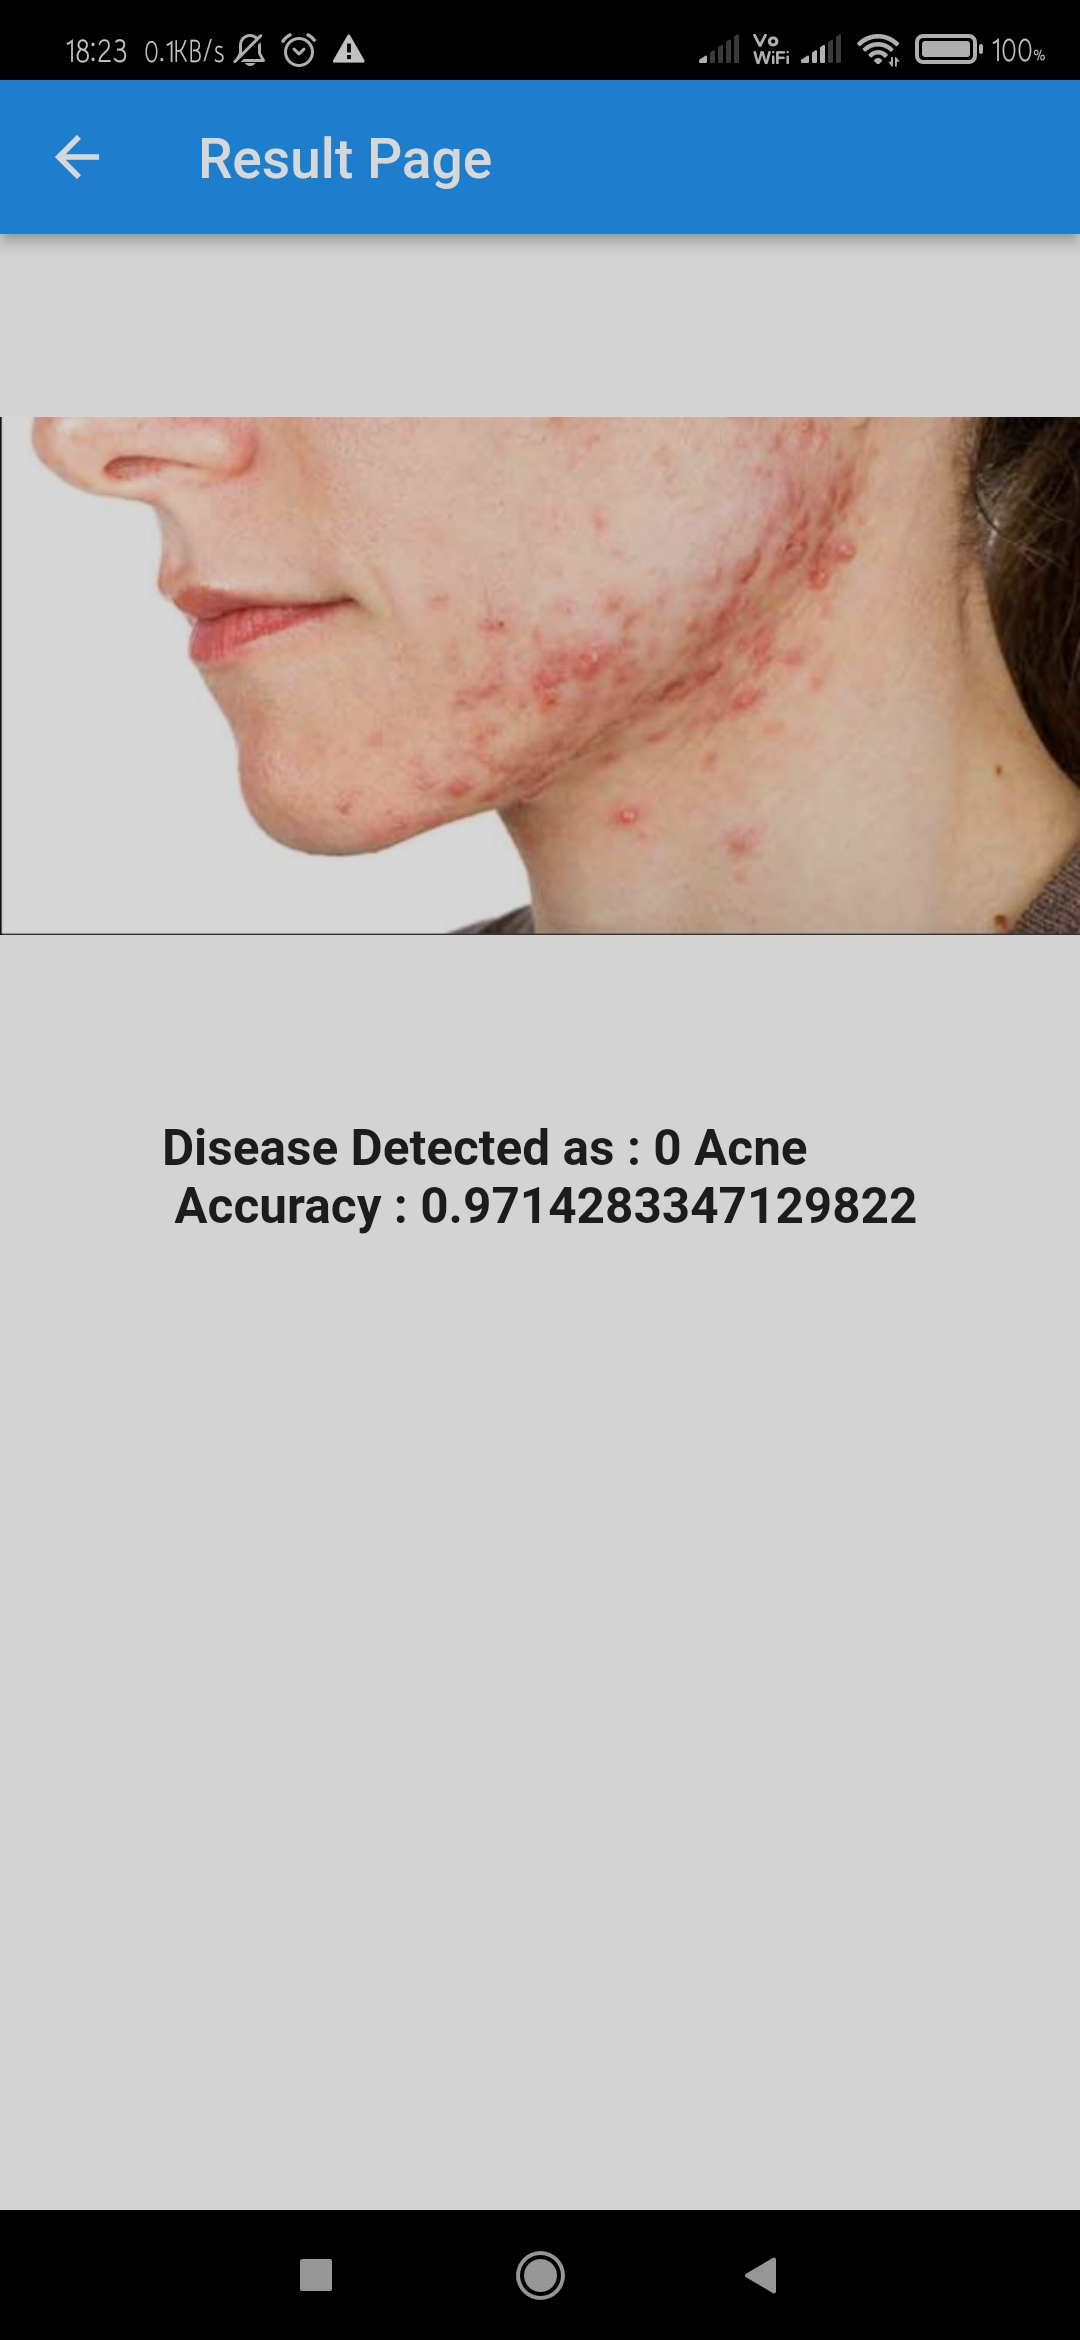 18:23 0.1KB/s Vo WiFi 100%
Result Page
Disease Detected as : 0 Acne
Accuracy : 0.9714283347129822